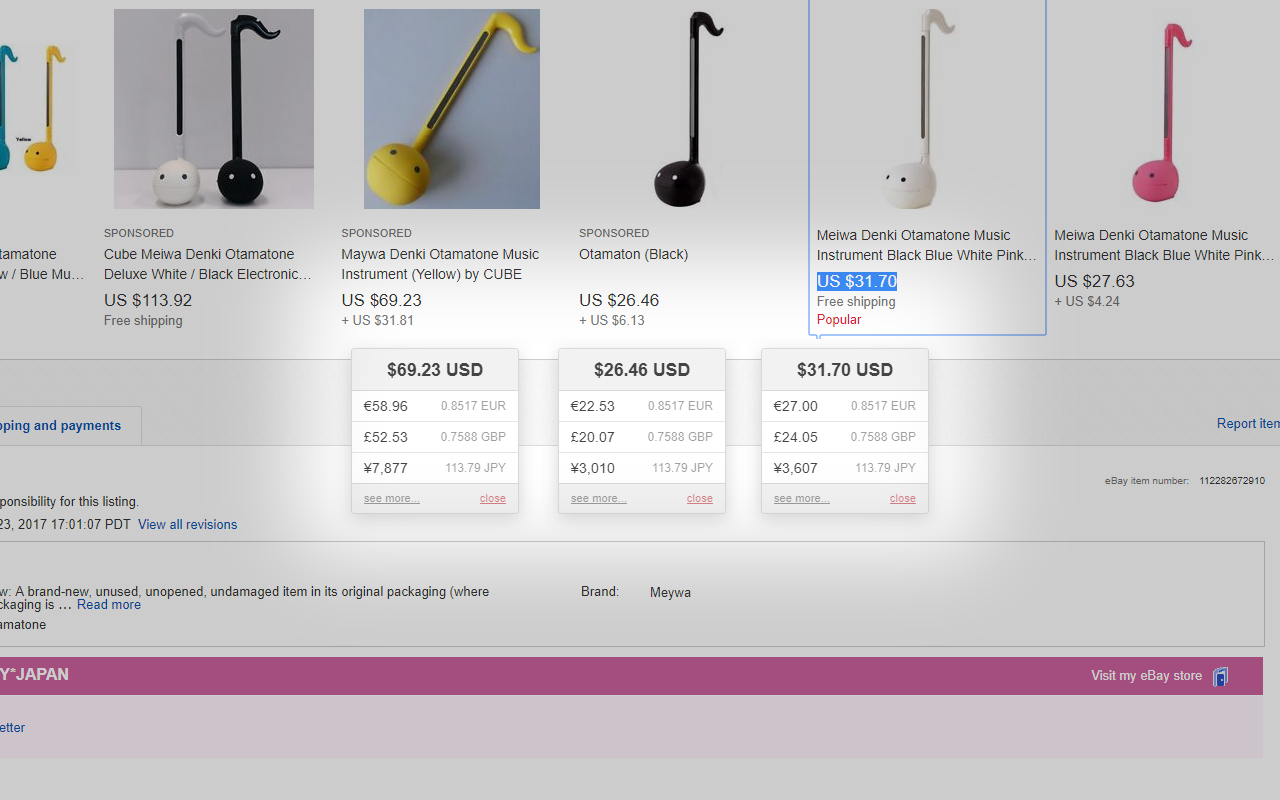 Yellow
tamatone
w / Blue Mu…
SPONSORED
Cube Meiwa Denki Otamatone
Deluxe White / Black Electronic…
US $113.92
Free shipping
SPONSORED
Maywa Denki Otamatone Music
Instrument (Yellow) by CUBE
US $69.23
+ US $31.81
SPONSORED
Otamaton (Black)
US $26.46
+ US $6.13
Meiwa Denki Otamatone Music
Instrument Black Blue White Pink…
US $31.70
Free shipping
Popular
Meiwa Denki Otamatone Music
Instrument Black Blue White Pink…
US $27.63
+ US $4.24
$69.23 USD
€58.96 0.8517 EUR
£52.53 0.7588 GBP
¥7,877 113.79 JPY
see more... close
$26.46 USD
€22.53 0.8517 EUR
£20.07 0.7588 GBP
¥3,010 113.79 JPY
see more... close
$31.70 USD
€27.00 0.8517 EUR
£24.05 0.7588 GBP
¥3,607 113.79 JPY
see more... close
pping and payments
Report item
eBay item number: 112282672910
ponsibility for this listing.
23, 2017 17:01:07 PDT View all revisions
w: A brand-new, unused, unopened, undamaged item in its original packaging (where
ckaging is … Read more
amatone
Brand: Meywa
Y*JAPAN
Visit my eBay store
etter